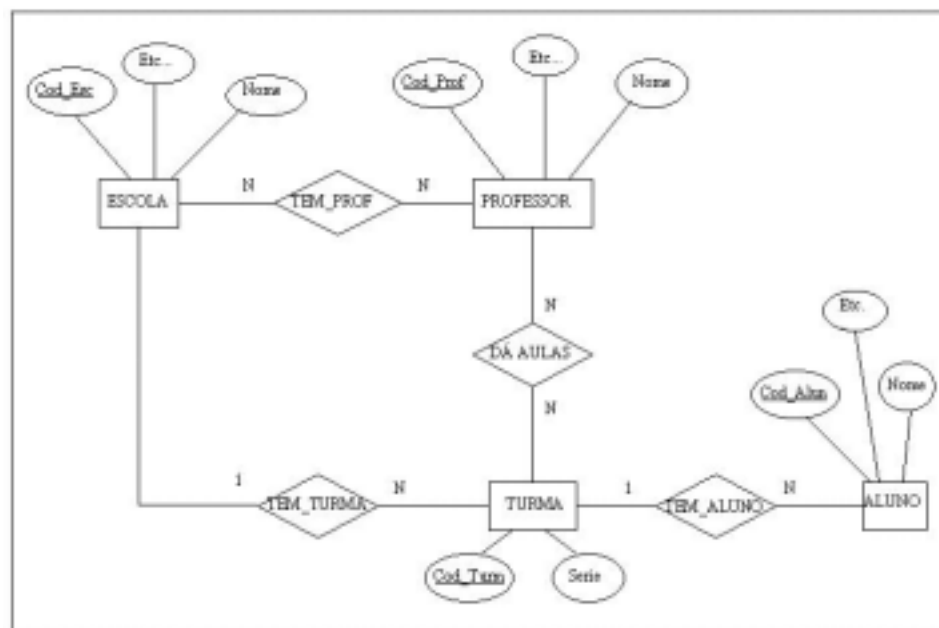 Etc...
Etc...
Cod_Esc
Nome
Cod_Prof
Nome
ESCOLA
N
TEM_PROF
N
PROFESSOR
N
Etc.
DÁ AULAS
Cod_Alun
Nome
N
1
TEM_TURMA
N
TURMA
1
TEM_ALUNO
N
ALUNO
Cod_Turm
Serie